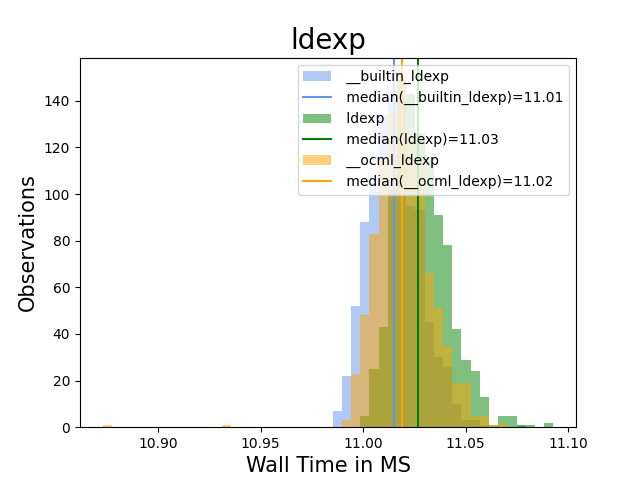 ldexp
__builtin_ldexp
median(__builtin_ldexp)=11.01
ldexp
median(ldexp)=11.03
__ocml_ldexp
median(__ocml_ldexp)=11.02
Observations
140
120
100
80
60
40
20
0
10.90
10.95
11.00
11.05
11.10
Wall Time in MS